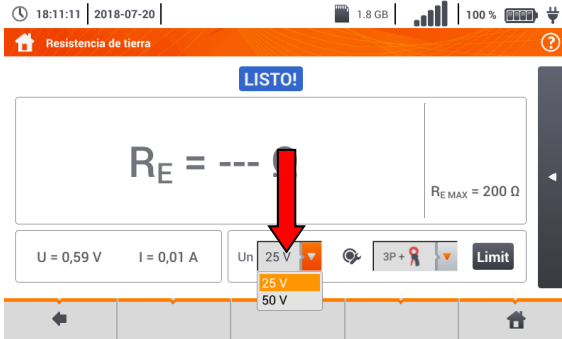 18:11:11 2018-07-20 1.8 GB 100 %
Resistencia de tierra ?
LISTO!
RE = --- Ω
RE MAX = 200 Ω
U = 0,59 V I = 0,01 A Un 25 V 3P + Limit
25 V
50 V